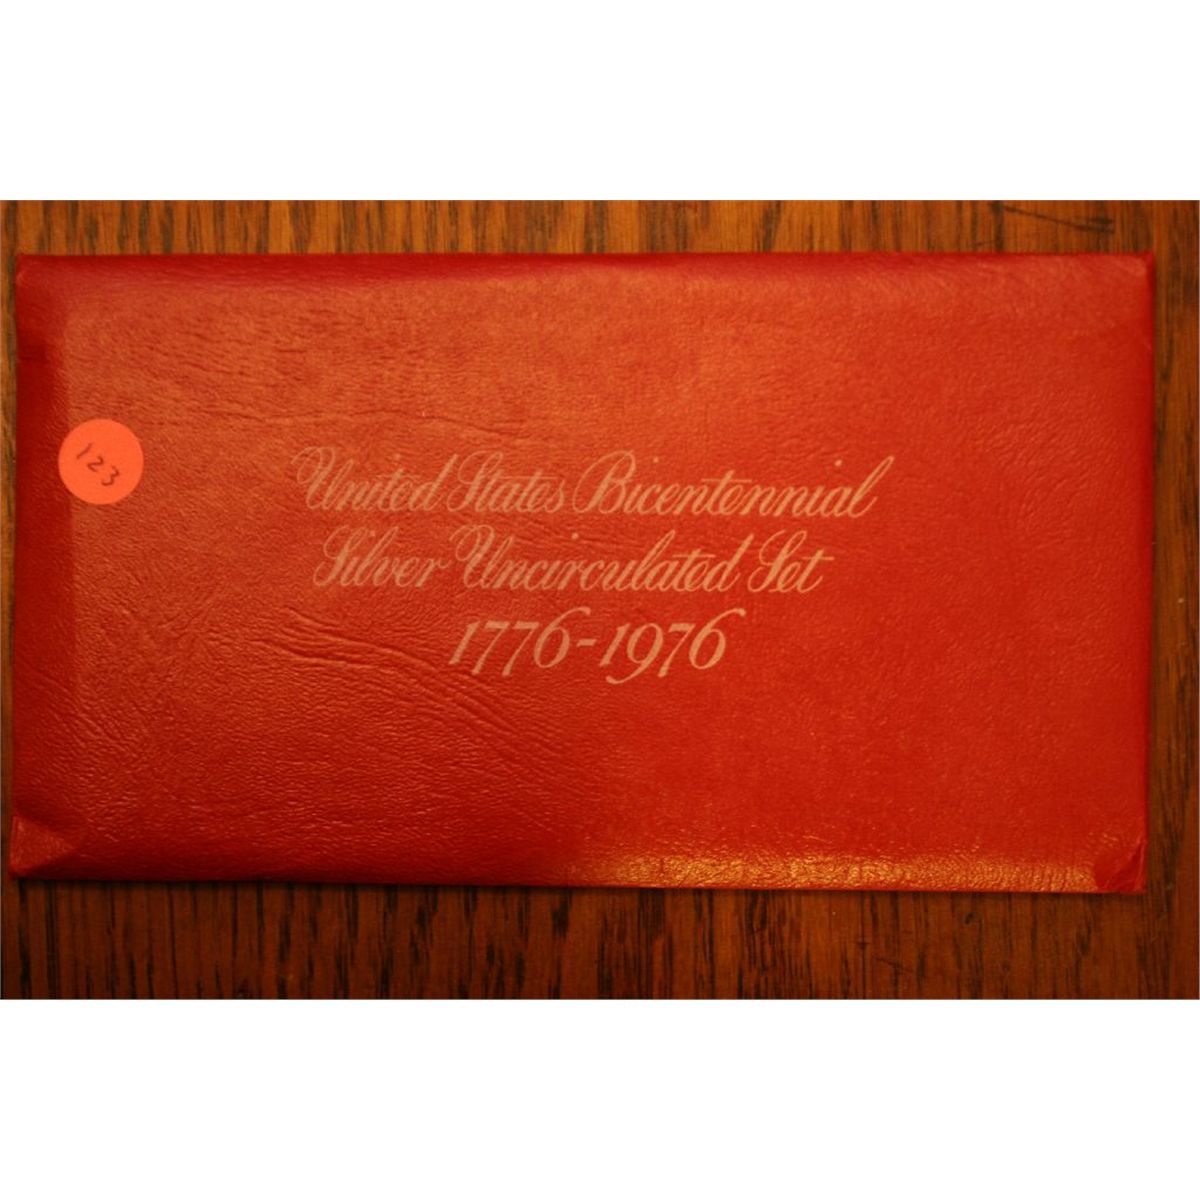 123
United States Bicentennial
Silver Uncirculated Set
1776-1976